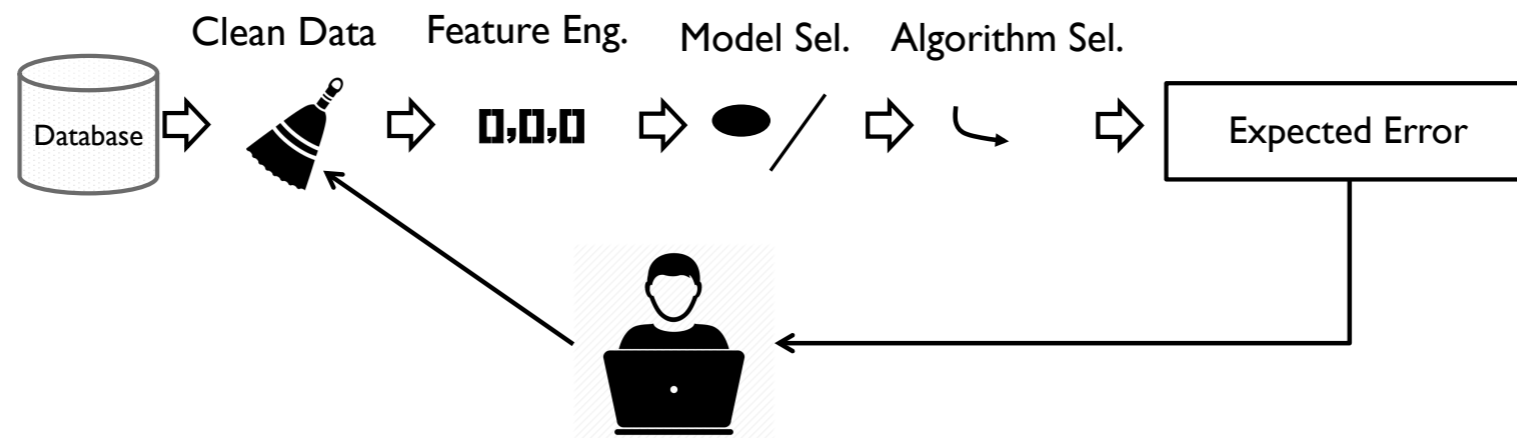 Clean Data
Feature Eng.
Model Sel.
Algorithm Sel.
Database
[],[],[]
Expected Error